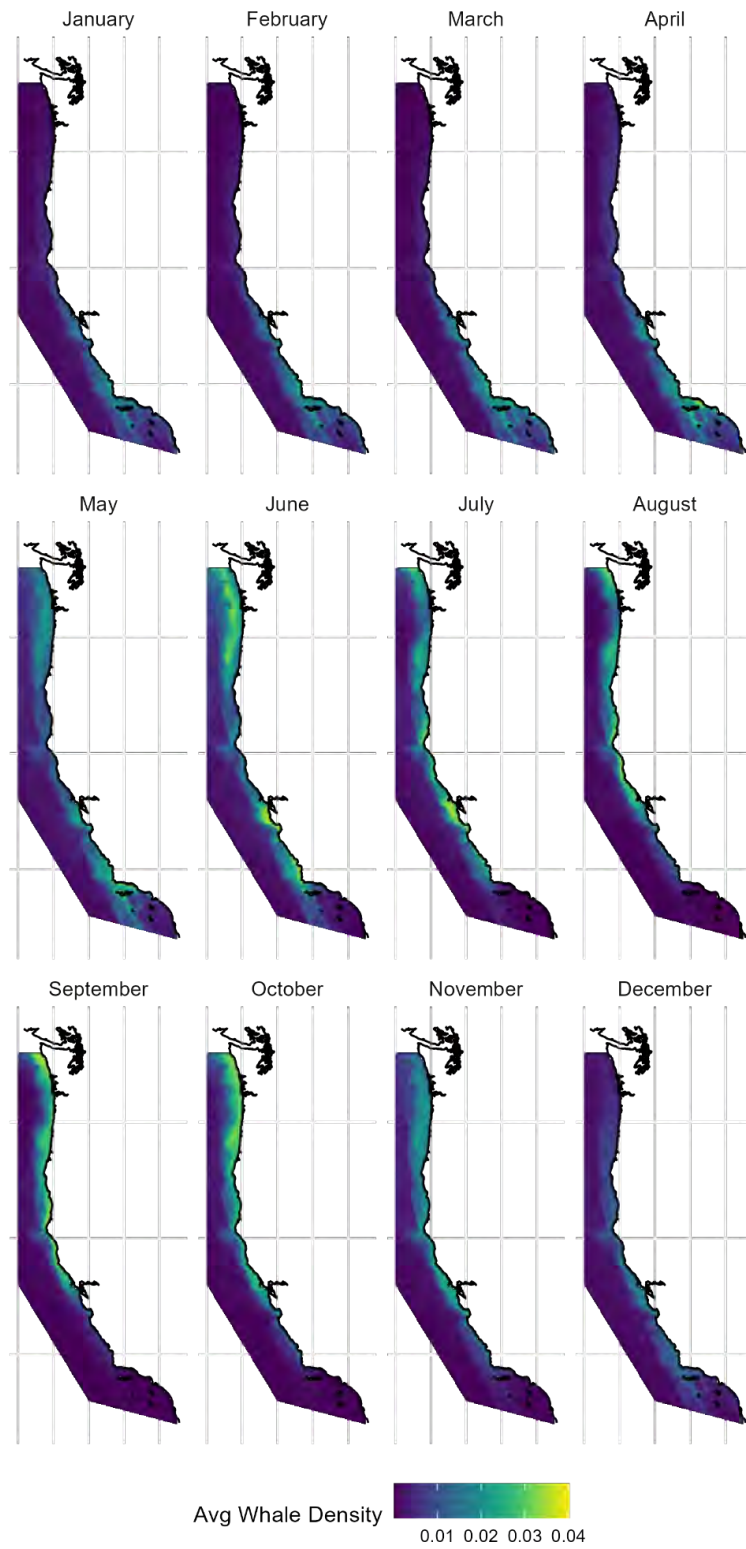 January February March April
May June July August
September October November December
Avg Whale Density
0.01 0.02 0.03 0.04